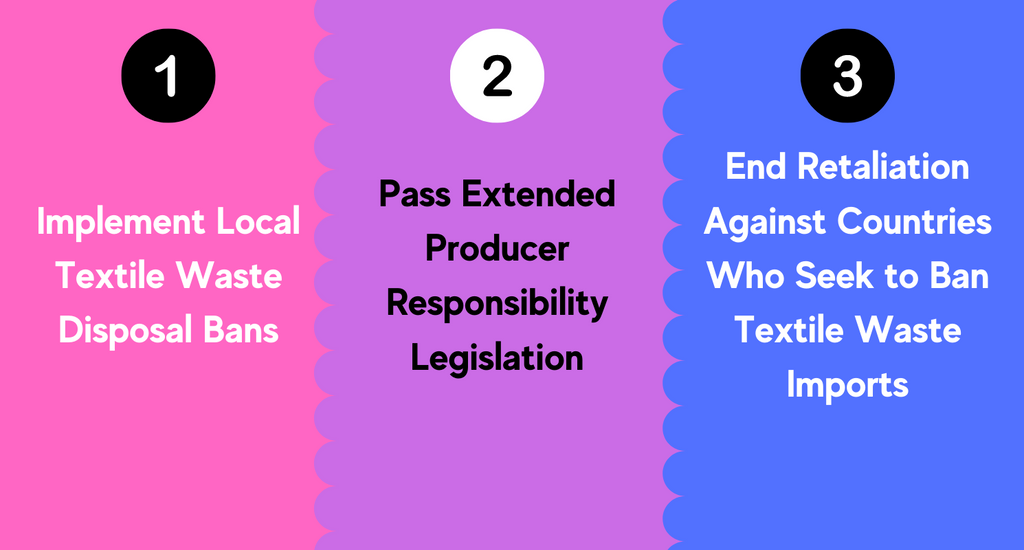 1
Implement Local
Textile Waste
Disposal Bans
2
Pass Extended
Producer
Responsibility
Legislation
3
End Retaliation
Against Countries
Who Seek to Ban
Textile Waste
Imports